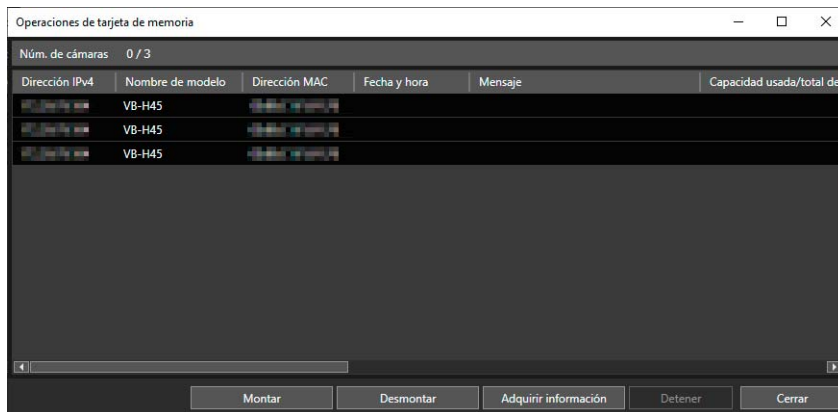 Operaciones de tarjeta de memoria
Núm. de cámaras 0 / 3
Dirección IPv4 Nombre de modelo Dirección MAC Fecha y hora Mensaje Capacidad usada/total de
VB-H45
VB-H45
VB-H45
Montar Desmontar Adquirir información Detener Cerrar